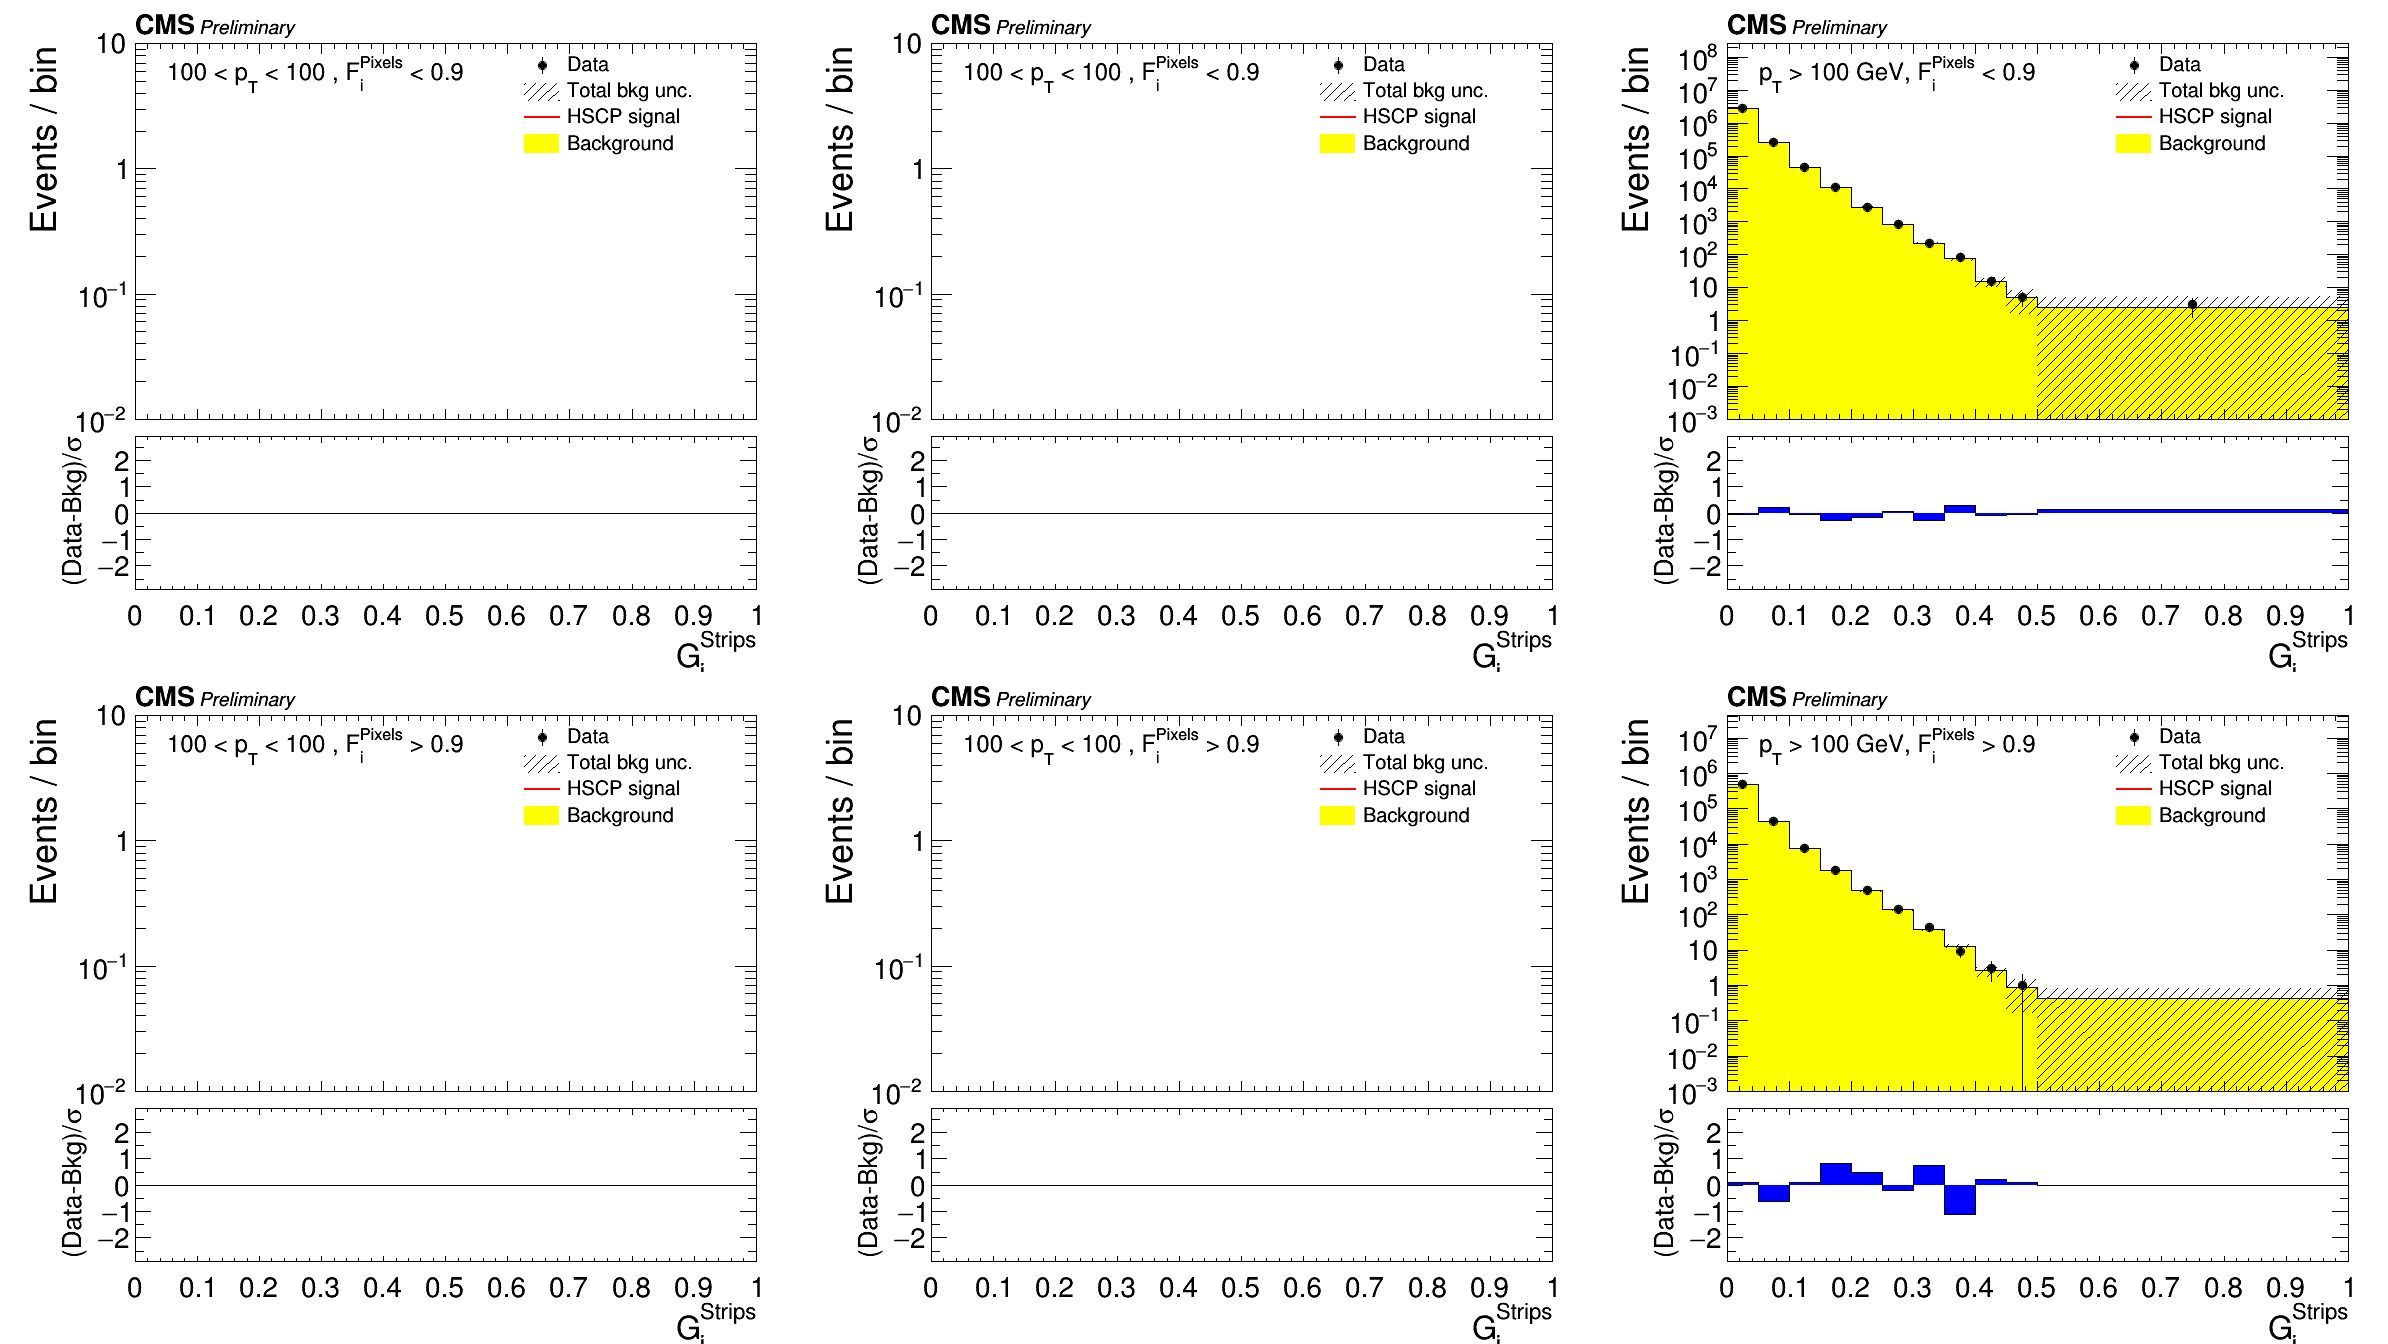 CMS Preliminary
Events / bin
100 < p_T < 100 , F_i^Pixels < 0.9
Data
Total bkg unc.
HSCP signal
Background
10
1
10^−1
10^−2
(Data-Bkg)/σ
2
1
0
−1
−2
0 0.1 0.2 0.3 0.4 0.5 0.6 0.7 0.8 0.9 1
G_i^Strips
CMS Preliminary
Events / bin
100 < p_T < 100 , F_i^Pixels < 0.9
Data
Total bkg unc.
HSCP signal
Background
10
1
10^−1
10^−2
(Data-Bkg)/σ
2
1
0
−1
−2
0 0.1 0.2 0.3 0.4 0.5 0.6 0.7 0.8 0.9 1
G_i^Strips
CMS Preliminary
Events / bin
p_T > 100 GeV, F_i^Pixels < 0.9
Data
Total bkg unc.
HSCP signal
Background
10^8
10^7
10^6
10^5
10^4
10^3
10^2
10
1
10^−1
10^−2
10^−3
(Data-Bkg)/σ
2
1
0
−1
−2
0 0.1 0.2 0.3 0.4 0.5 0.6 0.7 0.8 0.9 1
G_i^Strips
CMS Preliminary
Events / bin
100 < p_T < 100 , F_i^Pixels > 0.9
Data
Total bkg unc.
HSCP signal
Background
10
1
10^−1
10^−2
(Data-Bkg)/σ
2
1
0
−1
−2
0 0.1 0.2 0.3 0.4 0.5 0.6 0.7 0.8 0.9 1
G_i^Strips
CMS Preliminary
Events / bin
100 < p_T < 100 , F_i^Pixels > 0.9
Data
Total bkg unc.
HSCP signal
Background
10
1
10^−1
10^−2
(Data-Bkg)/σ
2
1
0
−1
−2
0 0.1 0.2 0.3 0.4 0.5 0.6 0.7 0.8 0.9 1
G_i^Strips
CMS Preliminary
Events / bin
p_T > 100 GeV, F_i^Pixels > 0.9
Data
Total bkg unc.
HSCP signal
Background
10^7
10^6
10^5
10^4
10^3
10^2
10
1
10^−1
10^−2
10^−3
(Data-Bkg)/σ
2
1
0
−1
−2
0 0.1 0.2 0.3 0.4 0.5 0.6 0.7 0.8 0.9 1
G_i^Strips